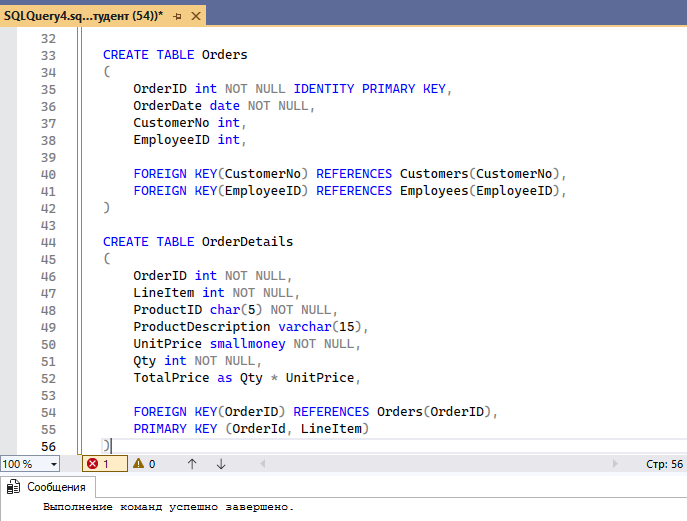 SQLQuery4.sq...тудент (54))*
32
33 CREATE TABLE Orders
34 (
35 OrderID int NOT NULL IDENTITY PRIMARY KEY,
36 OrderDate date NOT NULL,
37 CustomerNo int,
38 EmployeeID int,
39
40 FOREIGN KEY(CustomerNo) REFERENCES Customers(CustomerNo),
41 FOREIGN KEY(EmployeeID) REFERENCES Employees(EmployeeID),
42 )
43
44 CREATE TABLE OrderDetails
45 (
46 OrderID int NOT NULL,
47 LineItem int NOT NULL,
48 ProductID char(5) NOT NULL,
49 ProductDescription varchar(15),
50 UnitPrice smallmoney NOT NULL,
51 Qty int NOT NULL,
52 TotalPrice as Qty * UnitPrice,
53
54 FOREIGN KEY(OrderID) REFERENCES Orders(OrderID),
55 PRIMARY KEY (OrderId, LineItem)
56 )
100 % 1 0 Стр: 56
Сообщения
Выполнение команд успешно завершено.